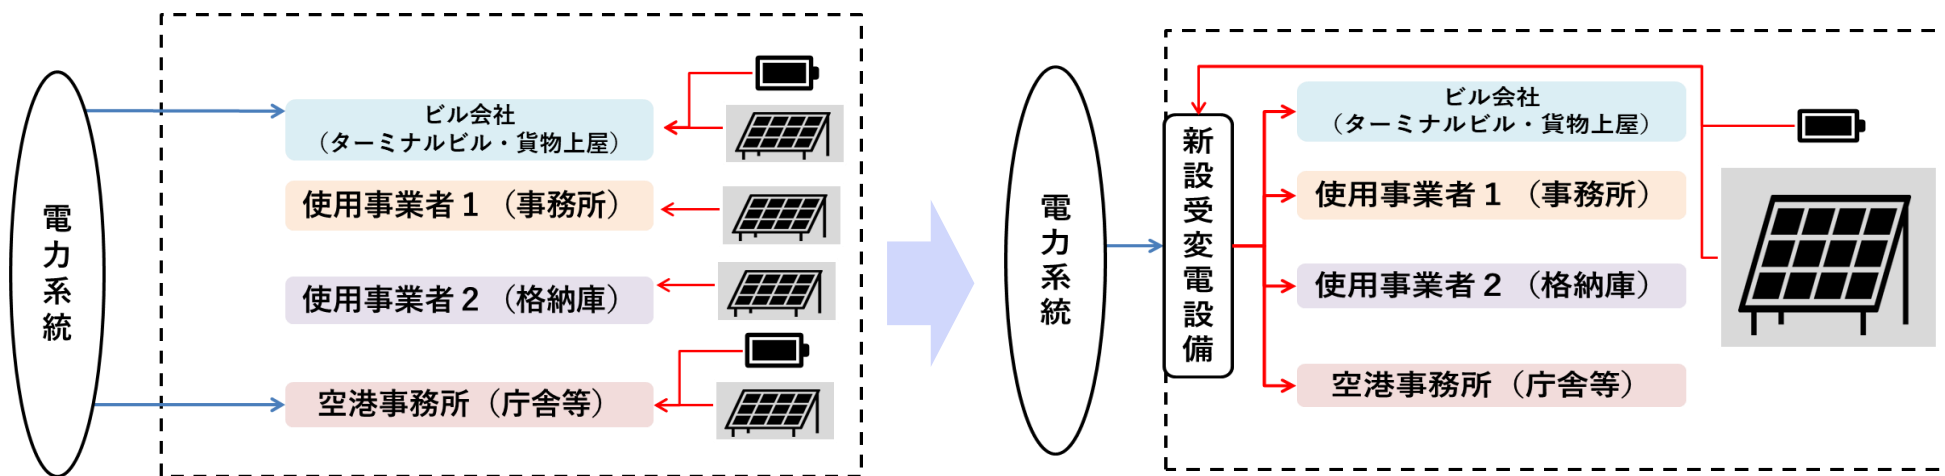 電力系統
ビル会社
（ターミナルビル・貨物上屋）
使用事業者１（事務所）
使用事業者２（格納庫）
空港事務所（庁舎等）
電力系統
新設受変電設備
ビル会社
（ターミナルビル・貨物上屋）
使用事業者１（事務所）
使用事業者２（格納庫）
空港事務所（庁舎等）